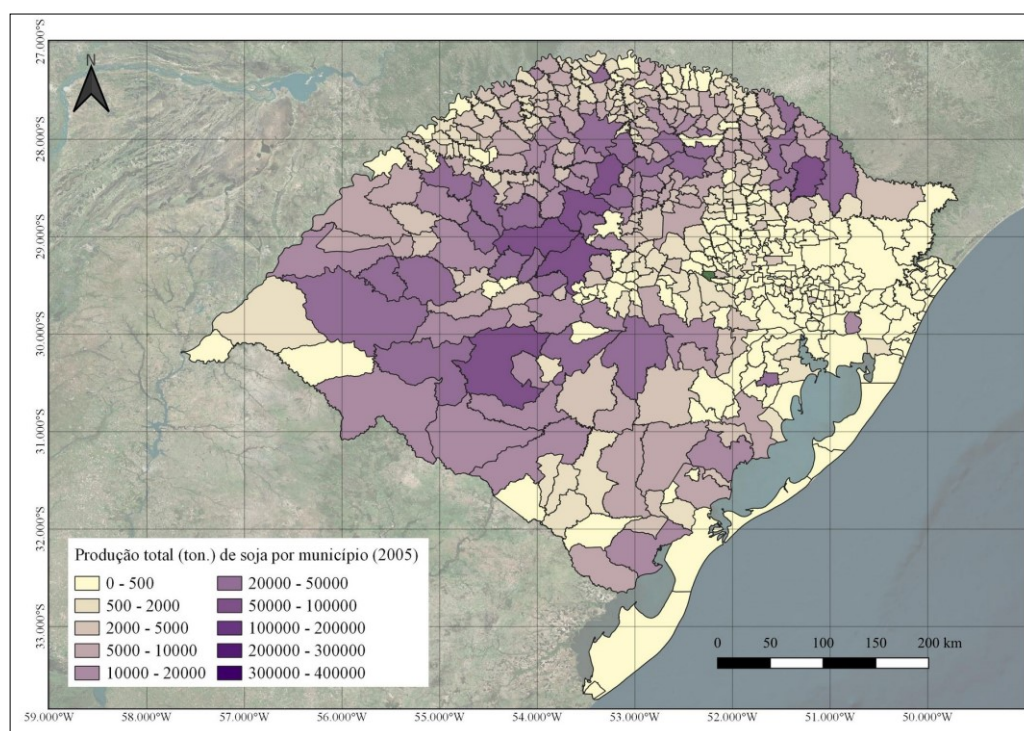 N
27.000°S
28.000°S
29.000°S
30.000°S
31.000°S
32.000°S
33.000°S
Produção total (ton.) de soja por município (2005)
0 - 500 20000 - 50000
500 - 2000 50000 - 100000
2000 - 5000 100000 - 200000
5000 - 10000 200000 - 300000
10000 - 20000 300000 - 400000
0 50 100 150 200 km
59.000°W 58.000°W 57.000°W 56.000°W 55.000°W 54.000°W 53.000°W 52.000°W 51.000°W 50.000°W